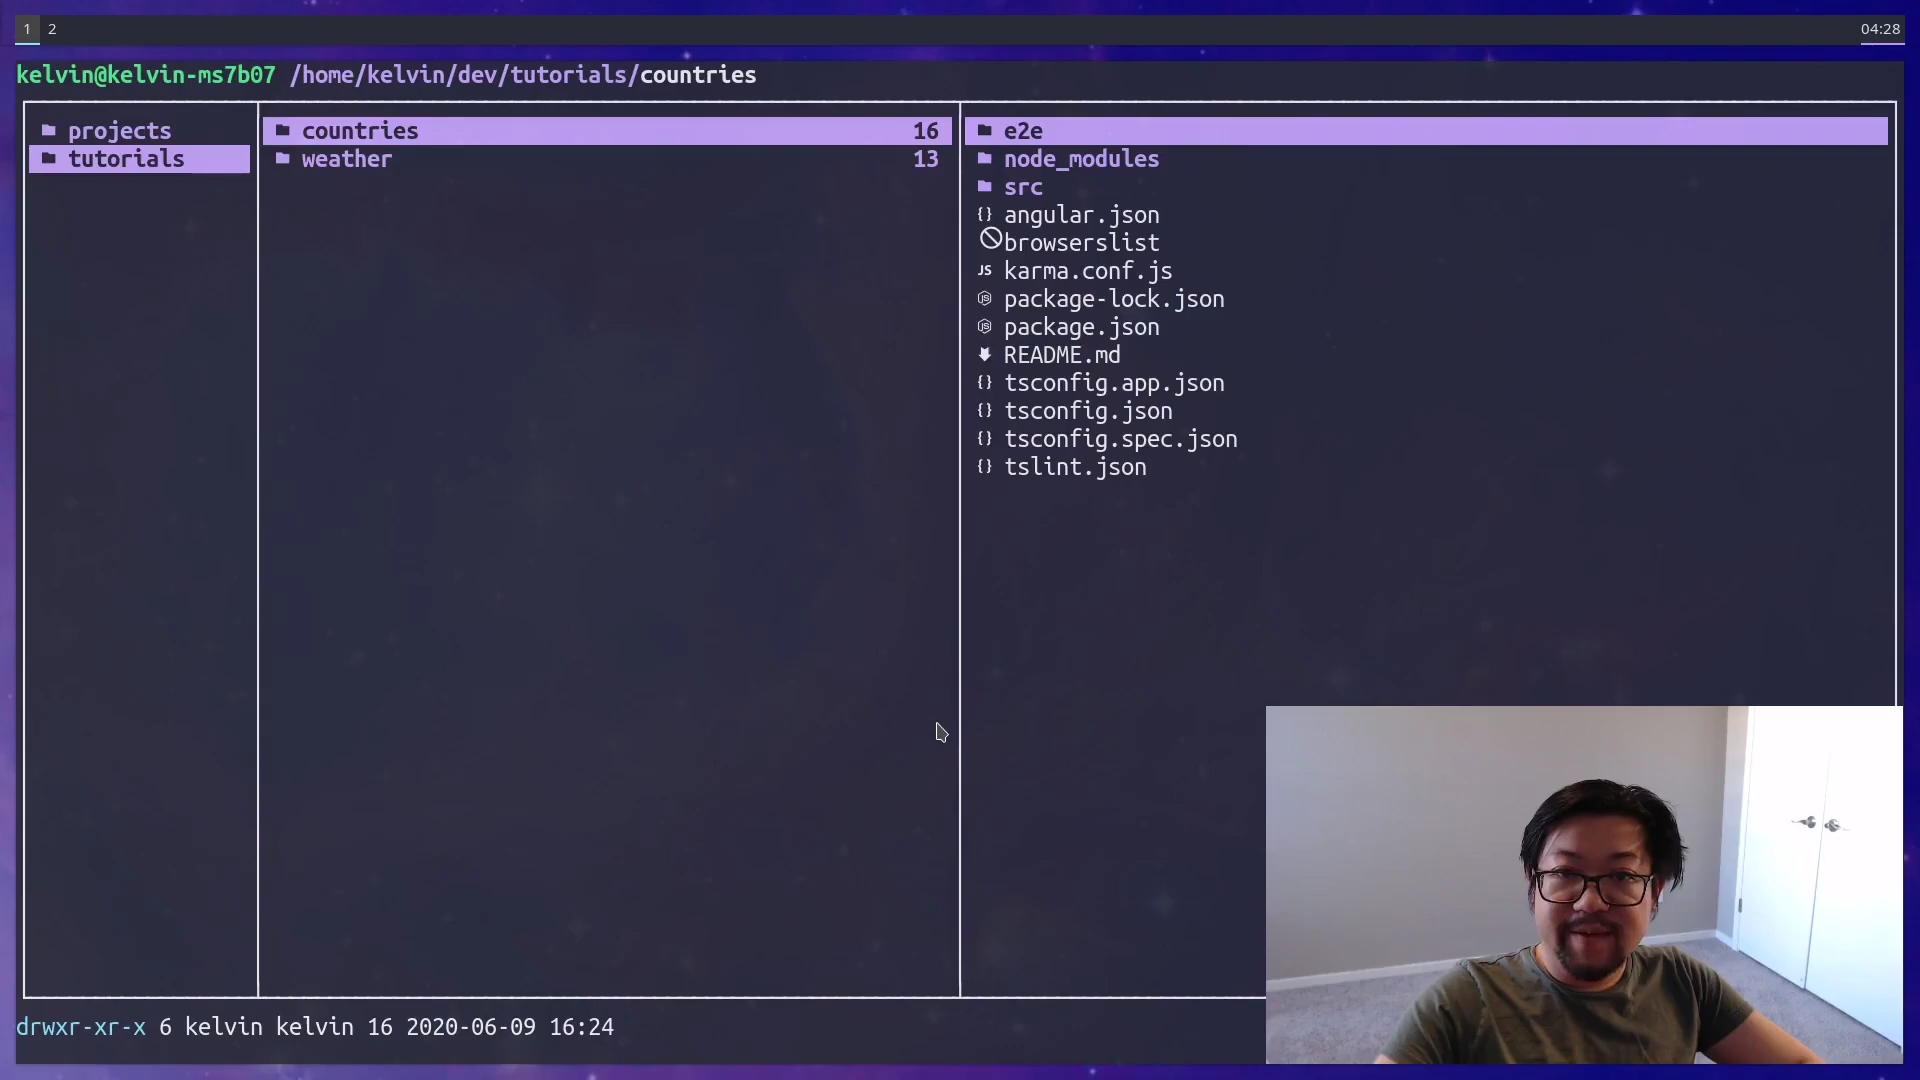 1 2 04:28
kelvin@kelvin-ms7b07 /home/kelvin/dev/tutorials/countries
projects
tutorials
countries 16
weather 13
e2e
node_modules
src
angular.json
browserslist
karma.conf.js
package-lock.json
package.json
README.md
tsconfig.app.json
tsconfig.json
tsconfig.spec.json
tslint.json
drwxr-xr-x 6 kelvin kelvin 16 2020-06-09 16:24